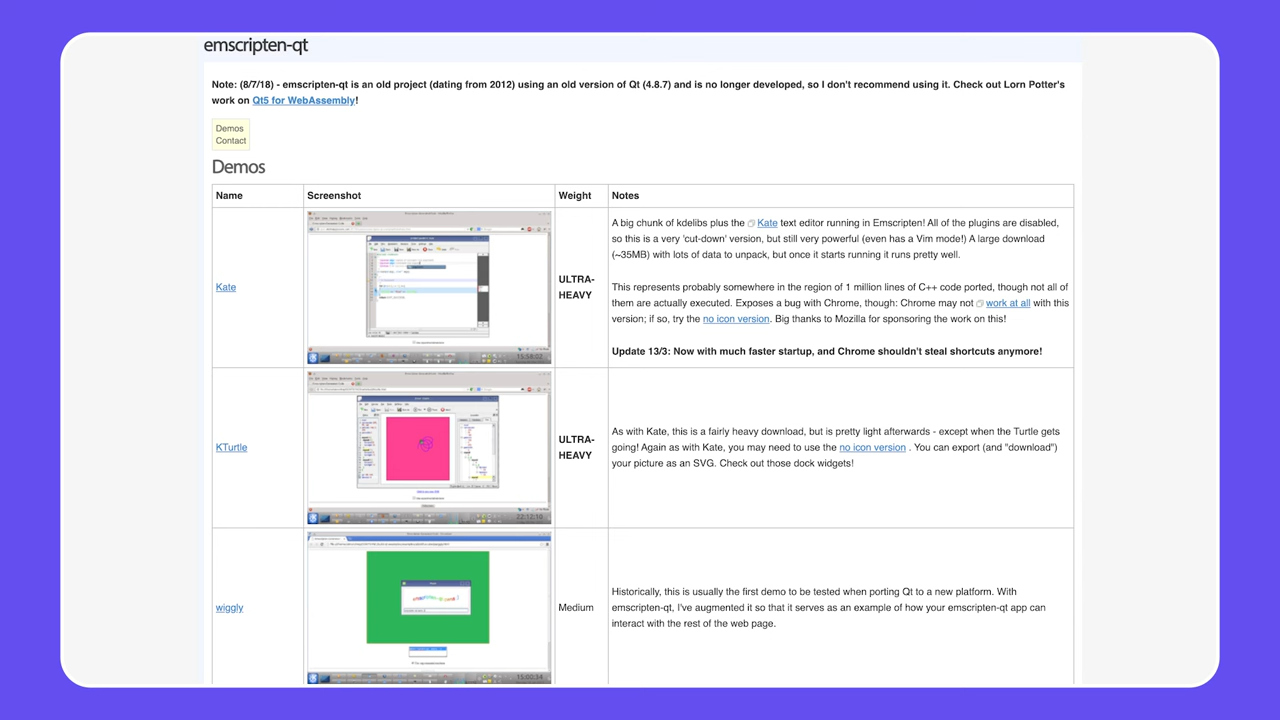 emscripten-qt
Note: (8/7/18) - emscripten-qt is an old project (dating from 2012) using an old version of Qt (4.8.7) and is no longer developed, so I don't recommend using it. Check out Lorn Potter's
work on Qt5 for WebAssembly!
Demos
Contact
Demos
Name Screenshot Weight Notes
Kate
ULTRA-
HEAVY
A big chunk of kdelibs plus the Kate text editor running in Emscripten! All of the plugins are disabled,
so this is a very 'cut-down' version, but still very powerful (even has a Vim mode!) A large download
(~35MB) with lots of data to unpack, but once it starts running it runs pretty well.
This represents probably somewhere in the region of 1 million lines of C++ code ported, though not all of
them are actually executed. Exposes a bug with Chrome, though: Chrome may not work at all with this
version; if so, try the no icon version. Big thanks to Mozilla for sponsoring the work on this!
Update 13/3: Now with much faster startup, and Chrome shouldn't steal shortcuts anymore!
15:58:02
KTurtle
ULTRA-
HEAVY
As with Kate, this is a fairly heavy download, but is pretty light afterwards - except when the Turtle gets
going! Again as with Kate, you may need to use the no icon version . You can export (and "download")
your picture as an SVG. Check out those dock widgets!
22:12:10
wiggly
Medium
Historically, this is usually the first demo to be tested when porting Qt to a new platform. With
emscripten-qt, I've augmented it so that it serves as an example of how your emscripten-qt app can
interact with the rest of the web page.
15:00:34